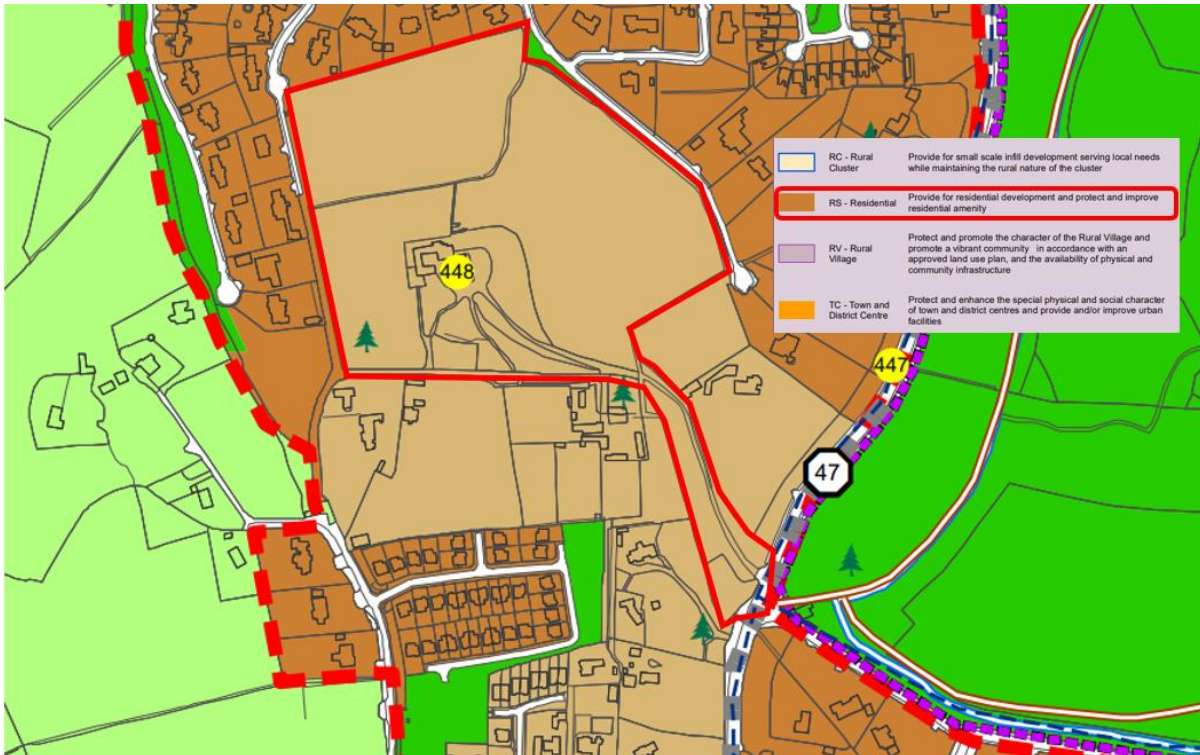 RC - Rural
Cluster
Provide for small scale infill development serving local needs
while maintaining the rural nature of the cluster
RS - Residential
Provide for residential development and protect and improve
residential amenity
RV - Rural
Village
Protect and promote the character of the Rural Village and
promote a vibrant community in accordance with an
approved land use plan, and the availability of physical and
community infrastructure
TC - Town and
District Centre
Protect and enhance the special physical and social character
of town and district centres and provide and/or improve urban
facilities
448
447
47